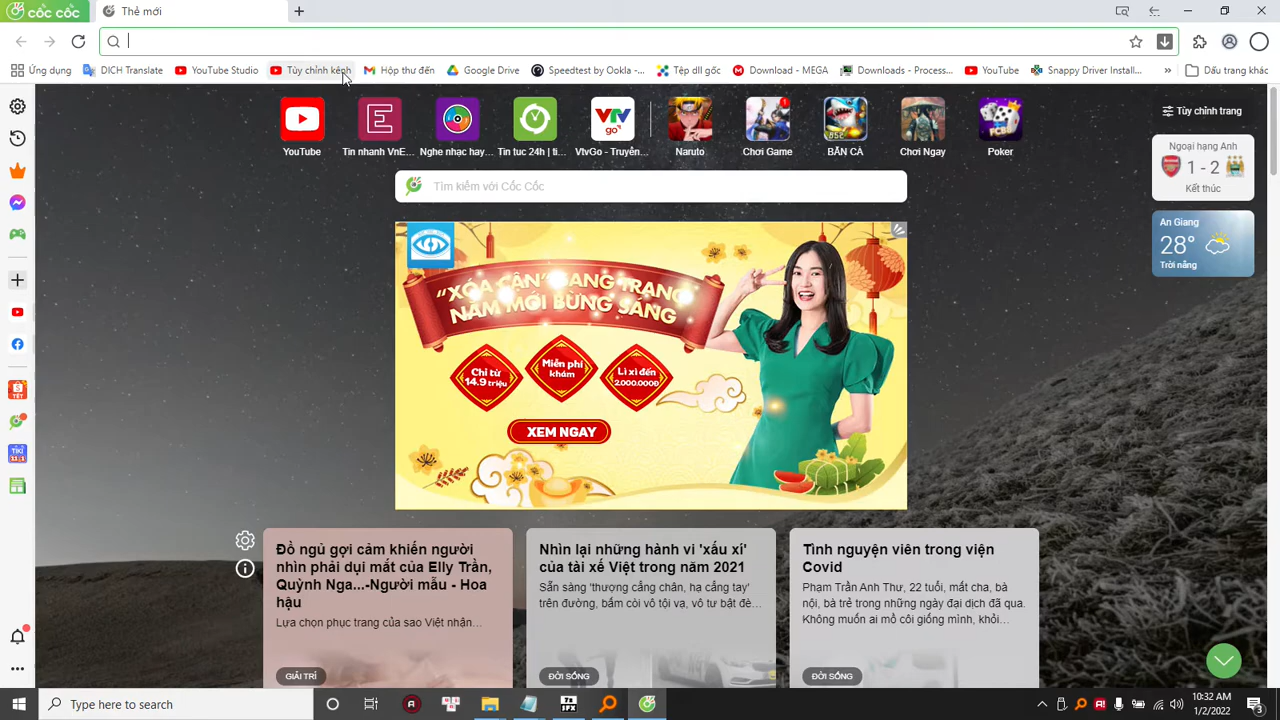 cốc cốc
Thẻ mới
Ứng dụng
DICH Translate
YouTube Studio
Tùy chỉnh kênh
Hộp thư đến
Google Drive
Speedtest by Ookla -...
Tệp dll gốc
Download - MEGA
Downloads - Process...
YouTube
Snappy Driver Install...
»
Dấu trang khác
YouTube
Tin nhanh VnE...
Nghe nhạc hay...
Tin tuc 24h | ti...
VTV
go
VtvGo - Truyền...
Naruto
1
Chơi Game
BẮN CÁ
Chơi Ngay
Poker
Tùy chỉnh trang
Tìm kiếm với Cốc Cốc
Ngoại hạng Anh
1 - 2
Kết thúc
An Giang
28°
Trời nắng
“XÓA CẬN” SANG TRANG
NĂM MỚI BỪNG SÁNG
Chỉ từ
14.9 triệu
Miễn phí
khám
Lì xì đến
2.000.000Đ
XEM NGAY
Đồ ngủ gợi cảm khiến người
nhìn phải dụi mắt của Elly Trần,
Quỳnh Nga...-Người mẫu - Hoa
hậu
Lựa chọn phục trang của sao Việt nhận…
GIẢI TRÍ
Nhìn lại những hành vi 'xấu xí'
của tài xế Việt trong năm 2021
Sẵn sàng 'thượng cẳng chân, hạ cẳng tay'
trên đường, bấm còi vô tội vạ, vô tư bật đè…
ĐỜI SỐNG
Tình nguyện viên trong viện
Covid
Phạm Trần Anh Thư, 22 tuổi, mất cha, bà
nội, bà trẻ trong những ngày đại dịch đã qua.
Không muốn ai mồ côi giống mình, khỏi…
ĐỜI SỐNG
Type here to search
10:32 AM
1/2/2022
3